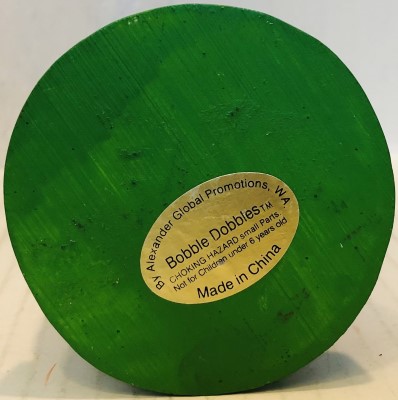 By Alexander Global Promotions, WA
Bobble Dobbles™
CHOKING HAZARD small Parts
Not for Children under 6 years old
Made in China